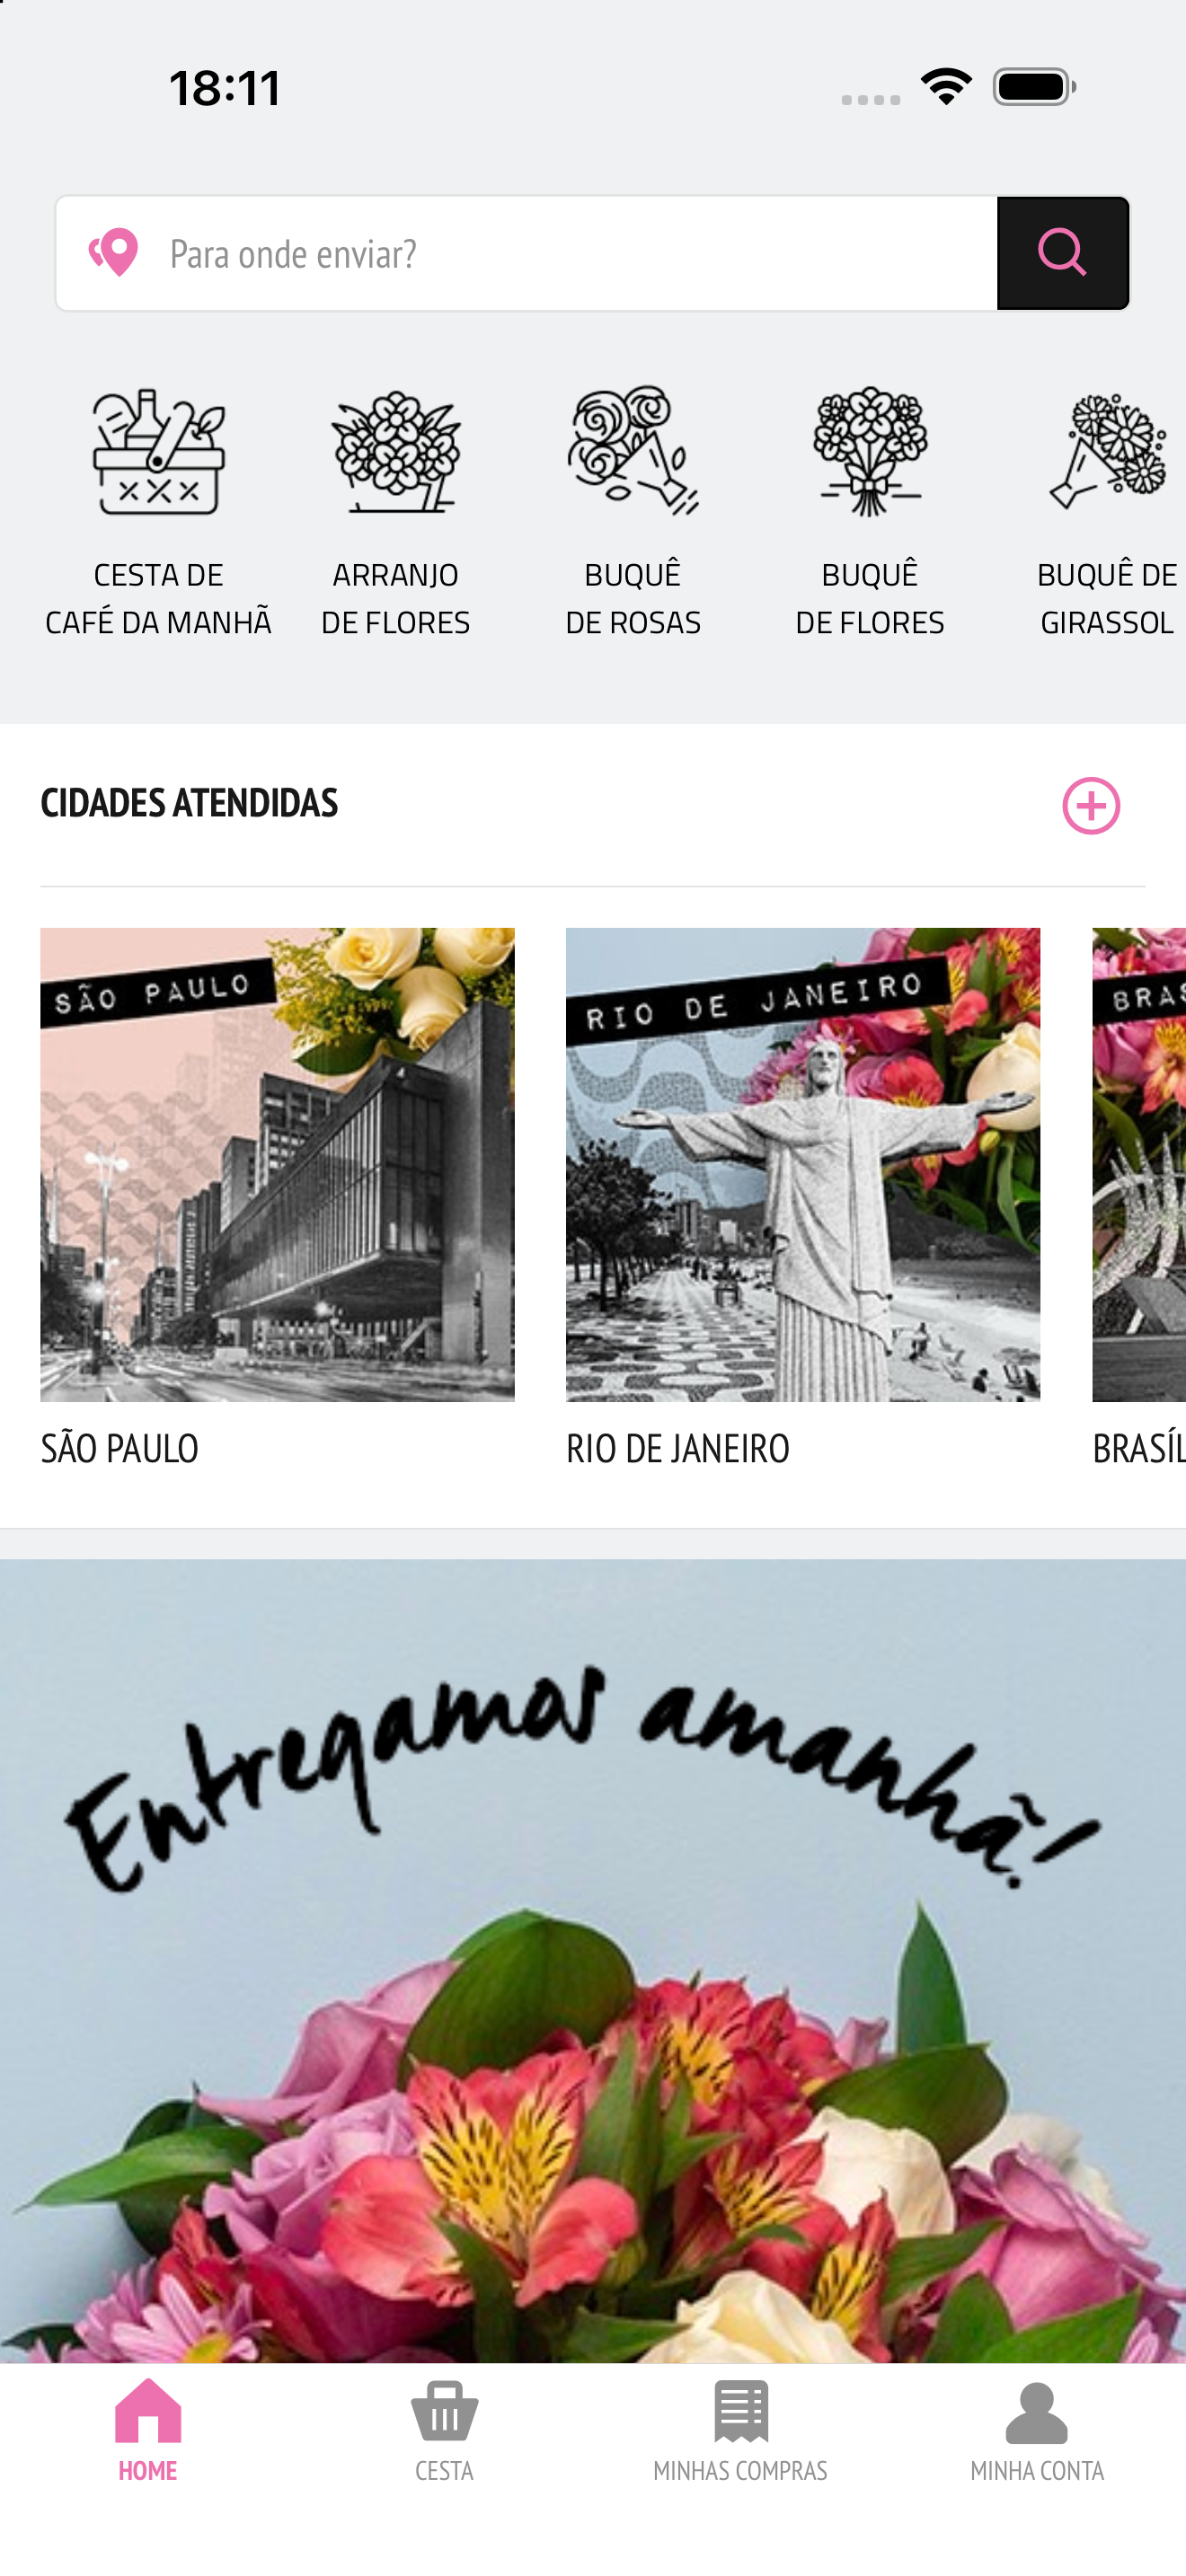 18:11
Para onde enviar?
CESTA DE
CAFÉ DA MANHÃ
ARRANJO
DE FLORES
BUQUÊ
DE ROSAS
BUQUÊ
DE FLORES
BUQUÊ DE
GIRASSOL
CIDADES ATENDIDAS
SÃO PAULO
RIO DE JANEIRO
BRAS
SÃO PAULO
RIO DE JANEIRO
BRASÍL
Entregamos amanhã!
HOME
CESTA
MINHAS COMPRAS
MINHA CONTA